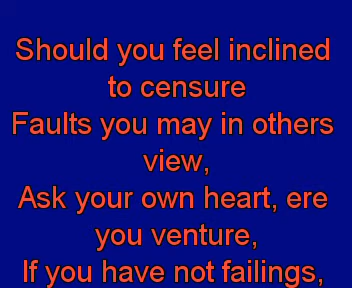 Should you feel inclined
to censure
Faults you may in others
view,
Ask your own heart, ere
you venture,
If you have not failings,